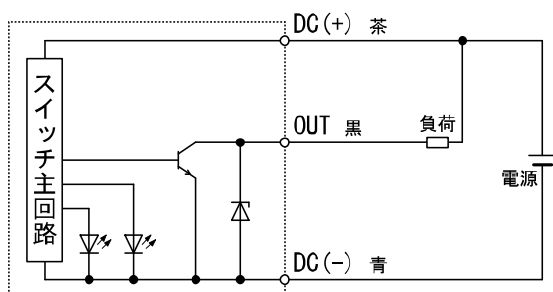 DC(+) 茶
スイッチ主回路
OUT 黒
負荷
電源
DC(-) 青